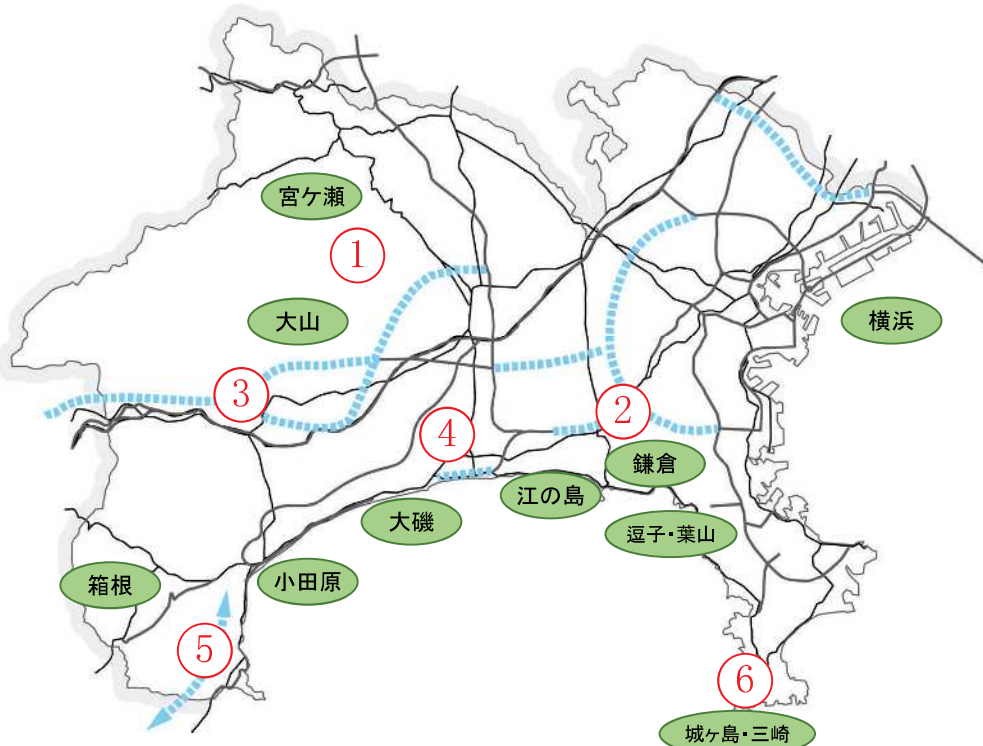 宮ケ瀬
①
大山
横浜
③
②
④
鎌倉
江の島
大磯
逗子・葉山
小田原
箱根
⑤
⑥
城ヶ島・三崎